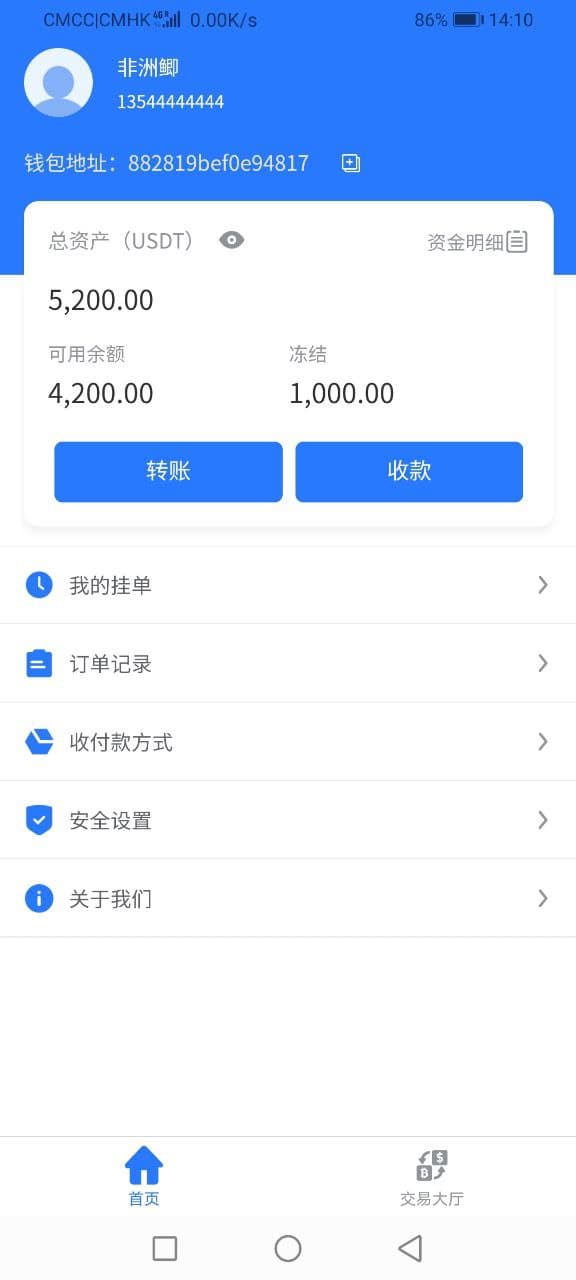 CMCC|CMHK 4G R 0.00K/s 86% 14:10
非洲鲫
13544444444
钱包地址：882819bef0e94817
总资产（USDT） 资金明细
5,200.00
可用余额 冻结
4,200.00 1,000.00
转账 收款
我的挂单
订单记录
收付款方式
安全设置
关于我们
首页 交易大厅